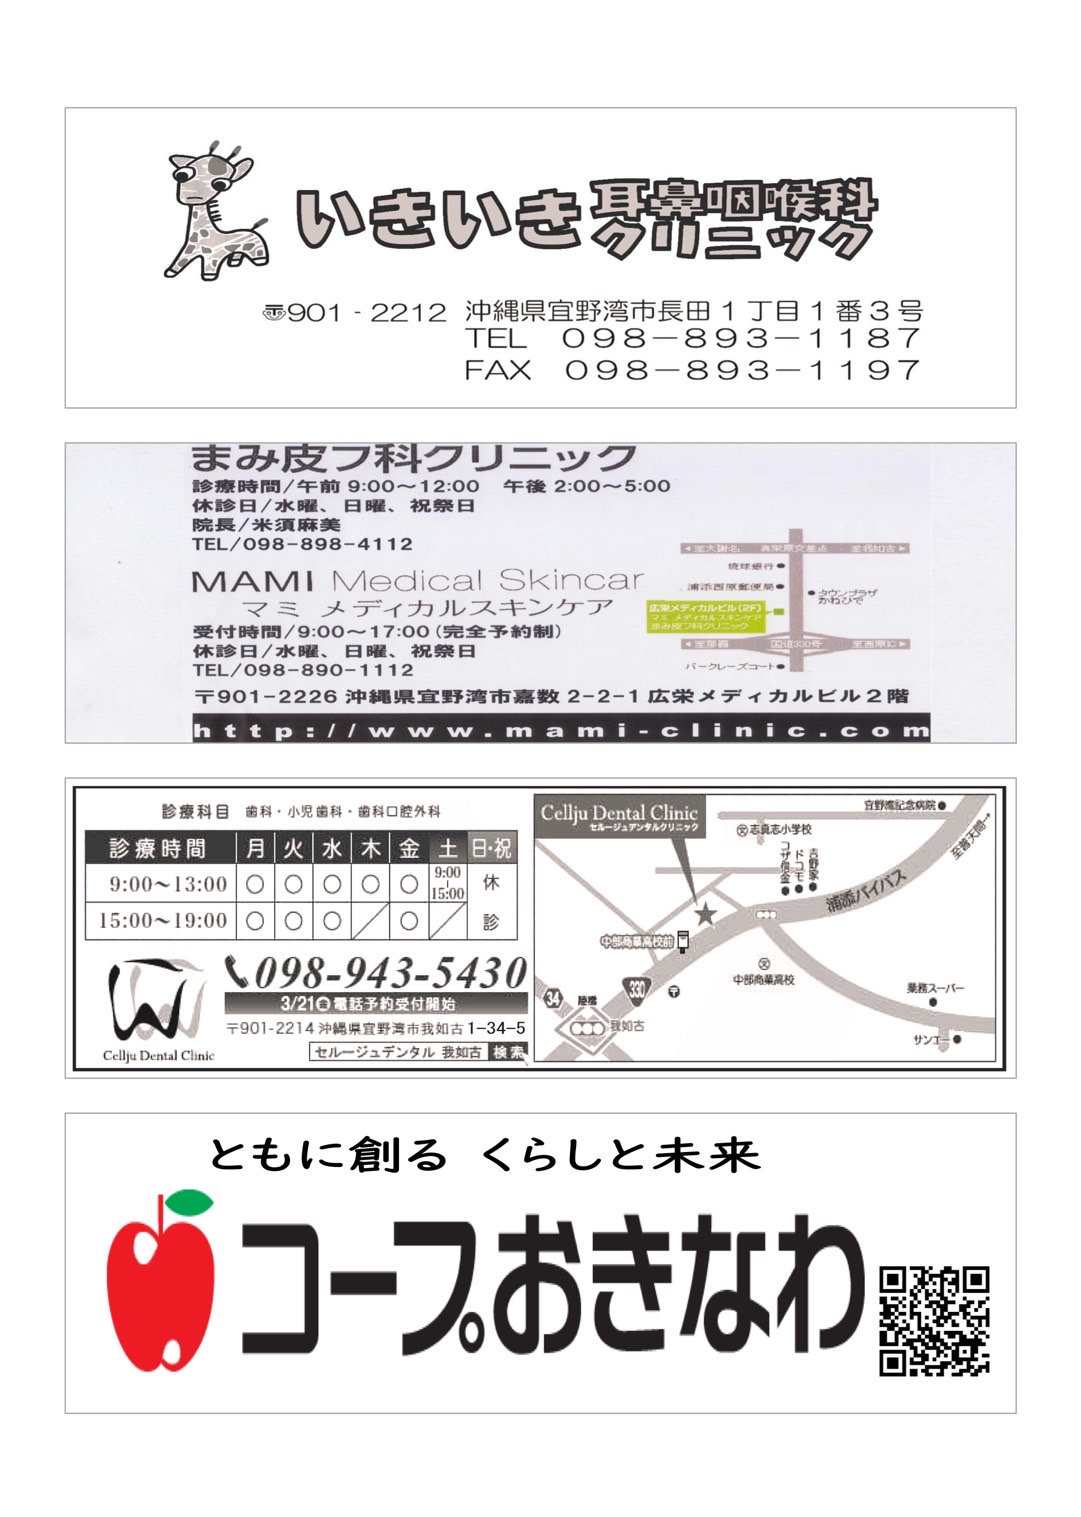 いきいき耳鼻咽喉科
クリニック
〒901-2212 沖縄県宜野湾市長田１丁目１番３号
TEL ０９８－８９３－１１８７
FAX ０９８－８９３－１１９７
まみ皮フ科クリニック
診療時間/午前 9:00～12:00 午後 2:00～5:00
休診日/水曜、日曜、祝祭日
院長/米須麻美
TEL/098-898-4112
MAMI Medical Skincar
マミ メディカルスキンケア
受付時間/9:00～17:00（完全予約制）
休診日/水曜、日曜、祝祭日
TEL/098-890-1112
〒901-2226 沖縄県宜野湾市嘉数 2-2-1 広栄メディカルビル２階
http://www.mami-clinic.com
◀至大謝名 真栄原交差点 至我如古▶
琉球銀行●
浦添西原郵便局●
●タウンプラザ
かねひで
広栄メディカルビル(2F)
マミ メディカルスキンケア
まみ皮フ科クリニック
◀至那覇 国道330号 至西原IC▶
バークレーズコート●
診療科目 歯科・小児歯科・歯科口腔外科
診療時間 月 火 水 木 金 土 日・祝
9:00～13:00 ○ ○ ○ ○ ○ 9:00～15:00 休
15:00～19:00 ○ ○ ○ ／ ○ ／ 診
098-943-5430
3/21㊏電話予約受付開始
〒901-2214 沖縄県宜野湾市我如古 1-34-5
セルージュデンタル 我如古 検索
Cellju Dental Clinic
Cellju Dental Clinic
セルージュデンタルクリニック
宜野湾記念病院●
文志真志小学校
至普天間→
コザ信金
ドコモ
吉野家
浦添バイパス
中部商業高校前
文
中部商業高校
330
〒
34
陸橋
我如古
業務スーパー
サンエー●
ともに創る くらしと未来
コープおきなわ